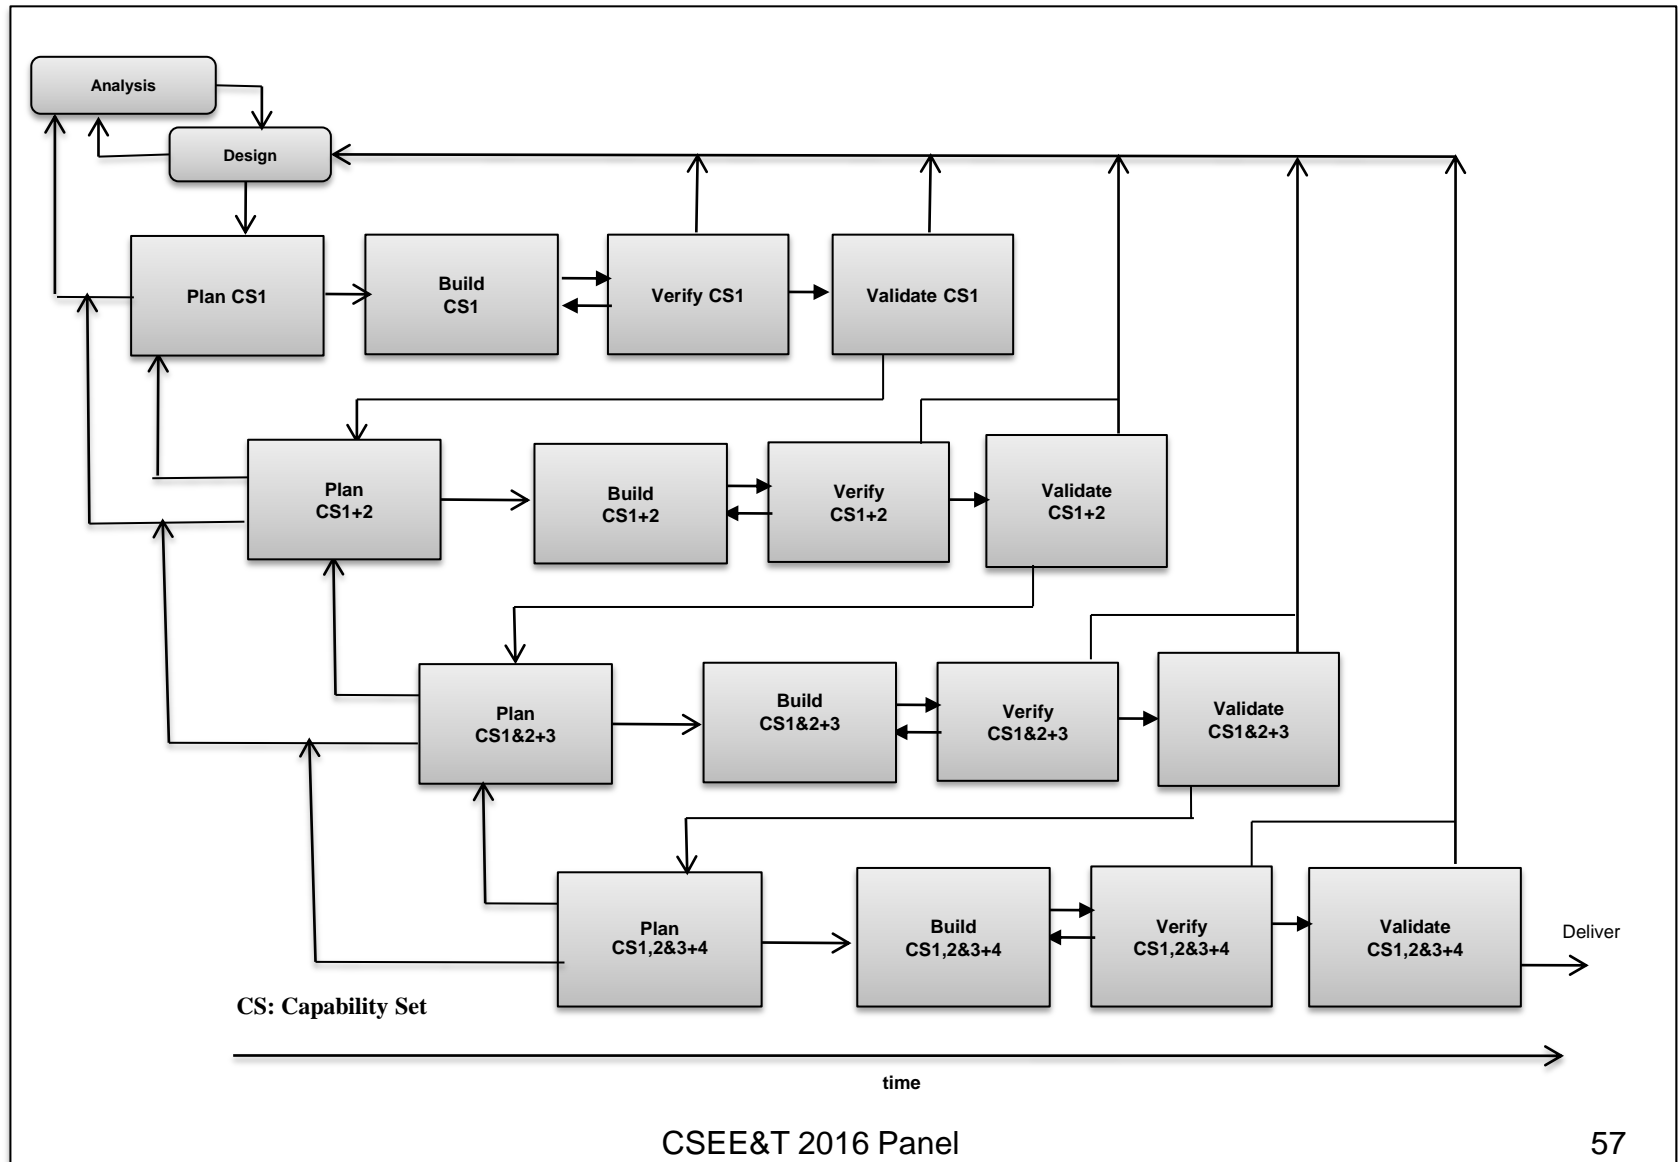 Analysis
Design
Plan CS1
Build
CS1
Verify CS1
Validate CS1
Plan
CS1+2
Build
CS1+2
Verify
CS1+2
Validate
CS1+2
Plan
CS1&2+3
Build
CS1&2+3
Verify
CS1&2+3
Validate
CS1&2+3
Plan
CS1,2&3+4
Build
CS1,2&3+4
Verify
CS1,2&3+4
Validate
CS1,2&3+4
Deliver
CS: Capability Set
time
CSEE&T 2016 Panel
57